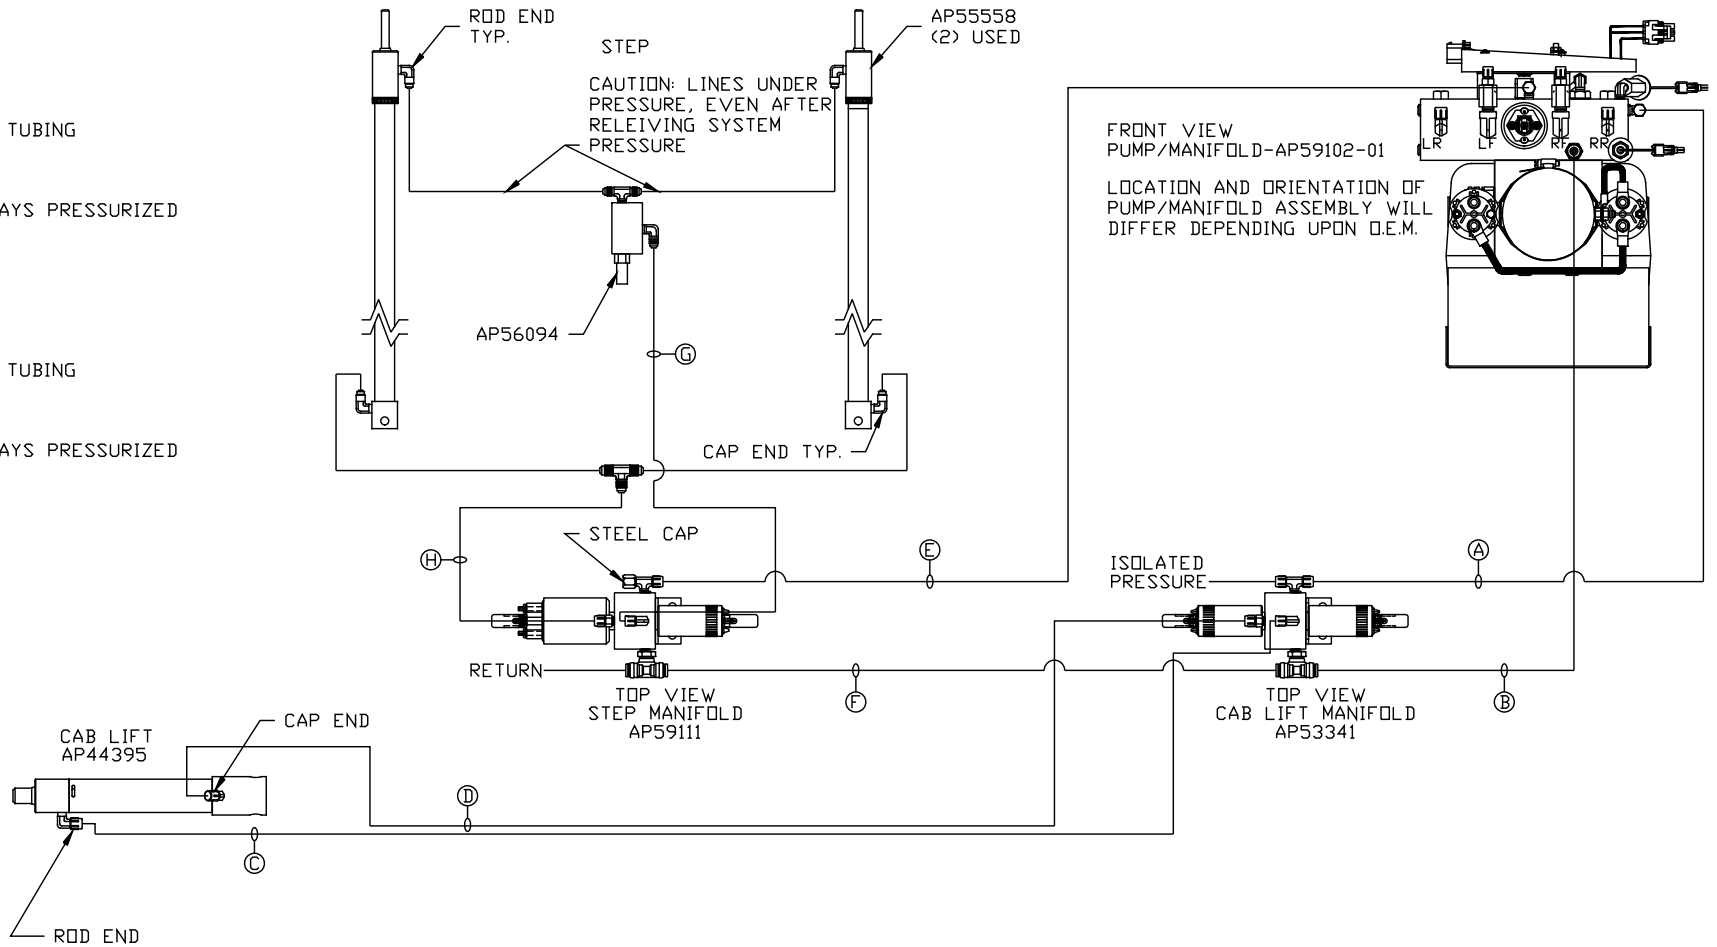 ROD END
TYP.
STEP
CAUTION: LINES UNDER
PRESSURE, EVEN AFTER
RELEIVING SYSTEM
PRESSURE
AP55558
(2) USED
TUBING
AYS PRESSURIZED
FRONT VIEW
PUMP/MANIFOLD-AP59102-01
LOCATION AND ORIENTATION OF
PUMP/MANIFOLD ASSEMBLY WILL
DIFFER DEPENDING UPON O.E.M.
LR
LF
RF
RR
AP56094
G
TUBING
AYS PRESSURIZED
CAP END TYP.
STEEL CAP
H
E
ISOLATED
PRESSURE
A
RETURN
TOP VIEW
STEP MANIFOLD
AP59111
F
TOP VIEW
CAB LIFT MANIFOLD
AP53341
B
CAP END
CAB LIFT
AP44395
D
C
ROD END